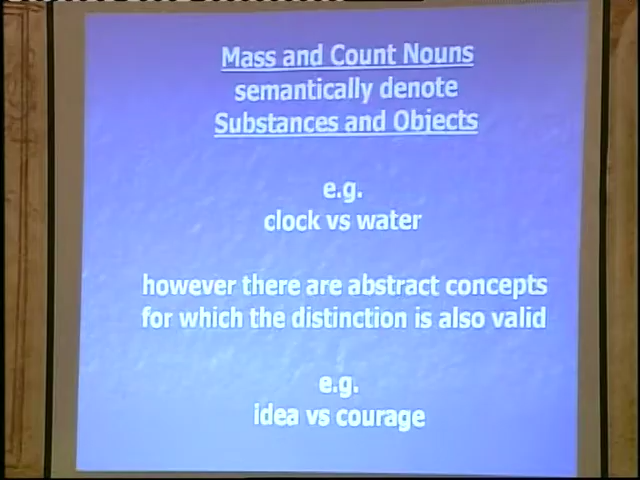 Mass and Count Nouns
semantically denote
Substances and Objects
e.g.
clock vs water
however there are abstract concepts
for which the distinction is also valid
e.g.
idea vs courage